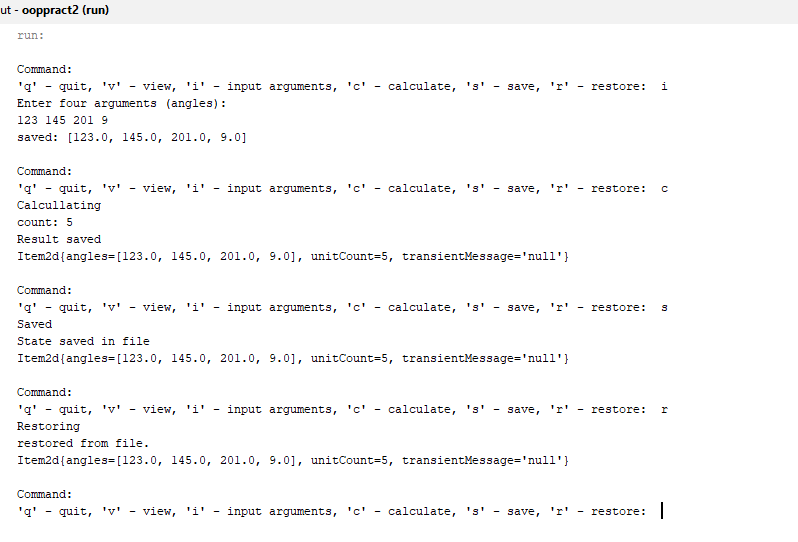 ut - ooppract2 (run)
run:
Command:
'q' - quit, 'v' - view, 'i' - input arguments, 'c' - calculate, 's' - save, 'r' - restore:  i
Enter four arguments (angles):
123 145 201 9
saved: [123.0, 145.0, 201.0, 9.0]
Command:
'q' - quit, 'v' - view, 'i' - input arguments, 'c' - calculate, 's' - save, 'r' - restore:  c
Calcullating
count: 5
Result saved
Item2d{angles=[123.0, 145.0, 201.0, 9.0], unitCount=5, transientMessage='null'}
Command:
'q' - quit, 'v' - view, 'i' - input arguments, 'c' - calculate, 's' - save, 'r' - restore:  s
Saved
State saved in file
Item2d{angles=[123.0, 145.0, 201.0, 9.0], unitCount=5, transientMessage='null'}
Command:
'q' - quit, 'v' - view, 'i' - input arguments, 'c' - calculate, 's' - save, 'r' - restore:  r
Restoring
restored from file.
Item2d{angles=[123.0, 145.0, 201.0, 9.0], unitCount=5, transientMessage='null'}
Command:
'q' - quit, 'v' - view, 'i' - input arguments, 'c' - calculate, 's' - save, 'r' - restore: